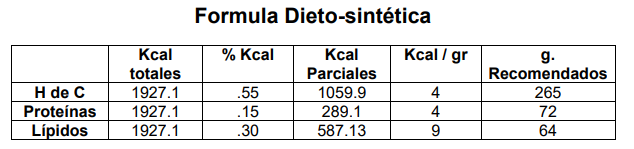 Formula Dieto-sintética
Kcal totales % Kcal Kcal Parciales Kcal / gr g. Recomendados
H de C 1927.1 .55 1059.9 4 265
Proteínas 1927.1 .15 289.1 4 72
Lípidos 1927.1 .30 587.13 9 64